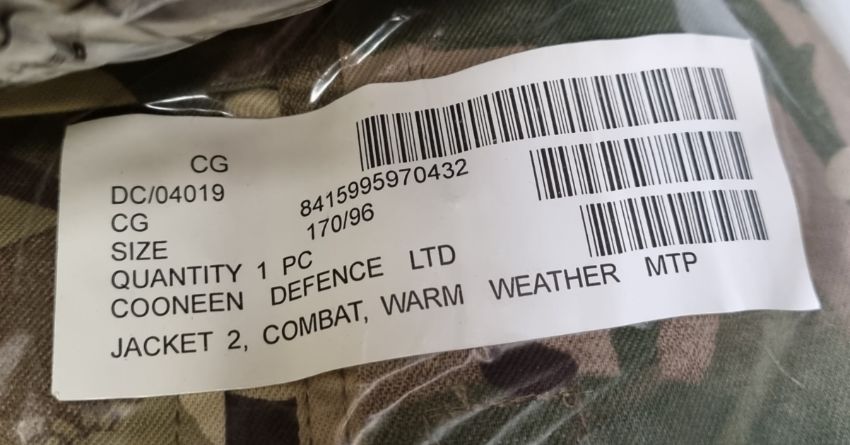 CG
DC/04019
CG 8415995970432
SIZE 170/96
QUANTITY 1 PC
COONEEN DEFENCE LTD
JACKET 2, COMBAT, WARM WEATHER MTP